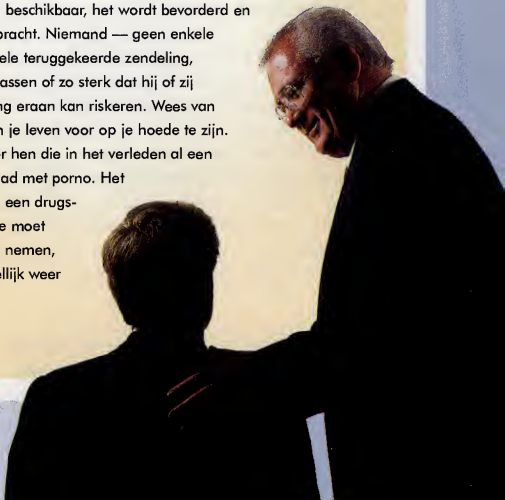 beschikbaar, het wordt bevorderd en
bracht. Niemand — geen enkele
ele teruggekeerde zendeling,
assen of zo sterk dat hij of zij
ng eraan kan riskeren. Wees van
n je leven voor op je hoede te zijn.
r hen die in het verleden al een
ad met porno. Het
een drugs-
e moet
nemen,
llijk weer